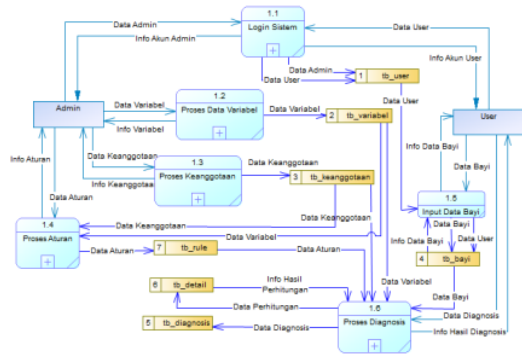 1.1
Login Sistem
Data Admin
Info Akun Admin
Data User
Info Akun User
Data Admin
Data User
1 tb_user
Data User
1.2
Proses Data Variabel
Admin
Data Variabel
Info Variabel
Data Variabel
2 tb_variabel
User
Info Aturan
Data Aturan
Data Keanggotaan
Info Keanggotaan
1.3
Proses Keanggotaan
Data Keanggotaan
3 tb_keanggotaan
Info Data Bayi
Data Bayi
1.5
Input Data Bayi
1.4
Proses Aturan
Data Keanggotaan
Data Keanggotaan
Data Variabel
Data Aturan
7 tb_rule
Data Aturan
Data Bayi
Info Data Bayi
Data User
4 tb_bayi
Data Variabel
Data Bayi
6 tb_detail
Info Hasil
Perhitungan
Data Perhitungan
5 tb_diagnosis
Data Diagnosis
1.6
Proses Diagnosis
Data Diagnosis
Info Hasil Diagnosis